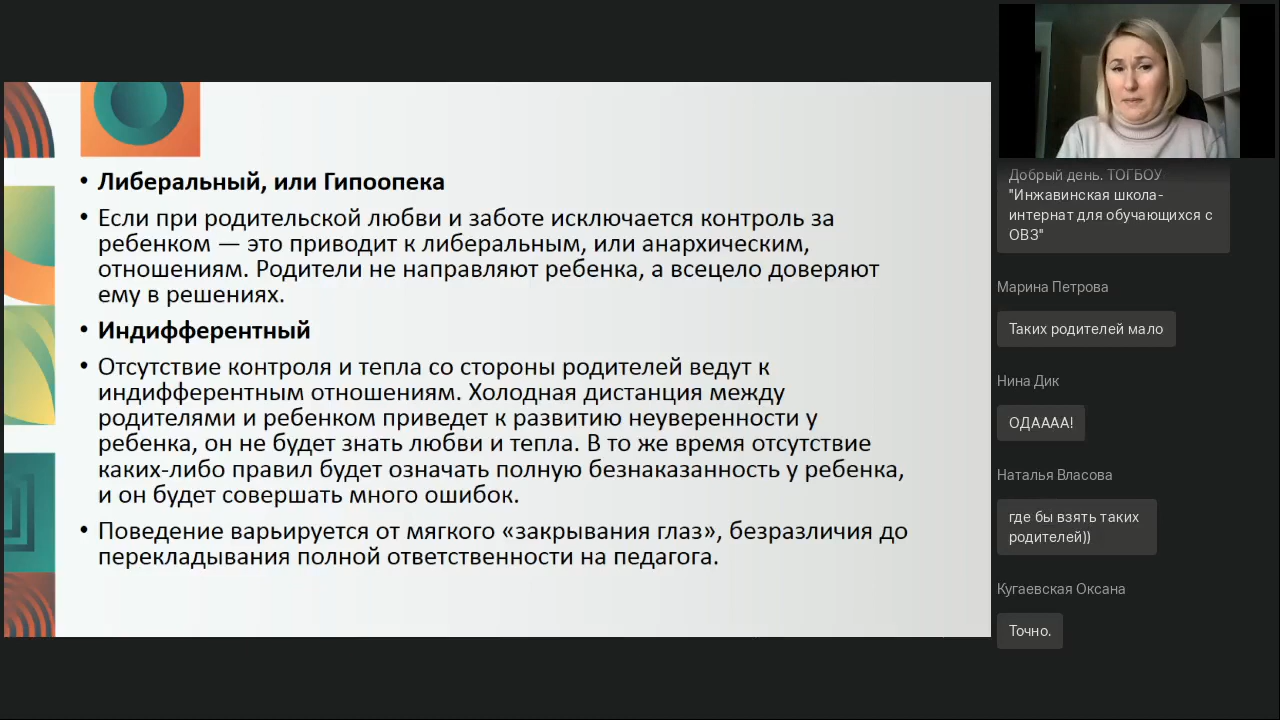 Либеральный, или Гипоопека
Если при родительской любви и заботе исключается контроль за
ребенком — это приводит к либеральным, или анархическим,
отношениям. Родители не направляют ребенка, а всецело доверяют
ему в решениях.
Индифферентный
Отсутствие контроля и тепла со стороны родителей ведут к
индифферентным отношениям. Холодная дистанция между
родителями и ребенком приведет к развитию неуверенности у
ребенка, он не будет знать любви и тепла. В то же время отсутствие
каких-либо правил будет означать полную безнаказанность у ребенка,
и он будет совершать много ошибок.
Поведение варьируется от мягкого «закрывания глаз», безразличия до
перекладывания полной ответственности на педагога.
Добрый день. ТОГБОУ
"Инжавинская школа-
интернат для обучающихся с
ОВЗ"
Марина Петрова
Таких родителей мало
Нина Дик
ОДАААА!
Наталья Власова
где бы взять таких
родителей))
Кугаевская Оксана
Точно.